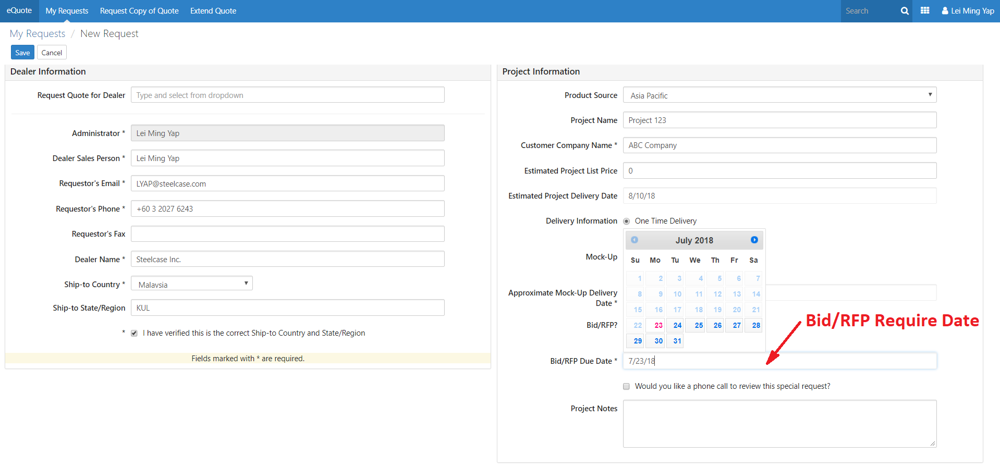 eQuote My Requests Request Copy of Quote Extend Quote Search Lei Ming Yap
My Requests / New Request
Save Cancel
Dealer Information
Request Quote for Dealer Type and select from dropdown
Administrator * Lei Ming Yap
Dealer Sales Person * Lei Ming Yap
Requestor's Email * LYAP@steelcase.com
Requestor's Phone * +60 3 2027 6243
Requestor's Fax
Dealer Name * Steelcase Inc.
Ship-to Country * Malaysia
Ship-to State/Region KUL
* I have verified this is the correct Ship-to Country and State/Region
Fields marked with * are required.
Project Information
Product Source Asia Pacific
Project Name Project 123
Customer Company Name * ABC Company
Estimated Project List Price 0
Estimated Project Delivery Date 8/10/18
Delivery Information One Time Delivery
July 2018
Mock-Up
Su Mo Tu We Th Fr Sa
1 2 3 4 5 6 7
8 9 10 11 12 13 14
15 16 17 18 19 20 21
22 23 24 25 26 27 28
29 30 31
Approximate Mock-Up Delivery
Date *
Bid/RFP?
Bid/RFP Require Date
Bid/RFP Due Date * 7/23/18
Would you like a phone call to review this special request?
Project Notes